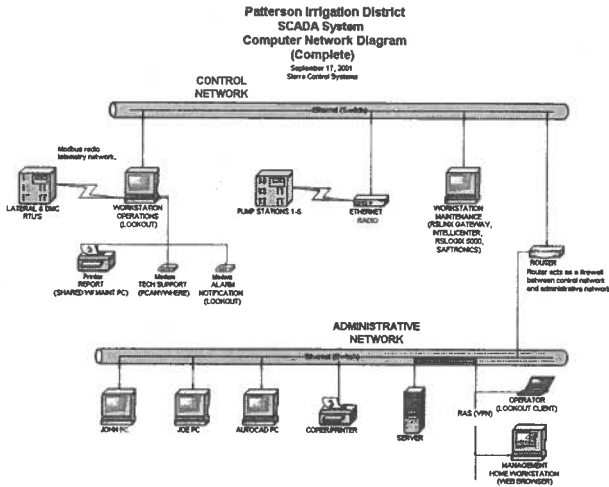 Patterson Irrigation District
SCADA System
Computer Network Diagram
(Complete)
September 17, 2001
Sierra Control Systems
CONTROL
NETWORK
Ethernet (Switch)
Modbus radio
telemetry network.
LATERAL & DMC
RTU'S
WORKSTATION
OPERATIONS
(LOOKOUT)
PUMP STATIONS 1-5
ETHERNET
RADIO
WORKSTATION
MAINTENANCE
(RSLINX GATEWAY,
INTELLICENTER,
RSLOGIX 5000,
SAFTRONICS)
ROUTER
Router acts as a firewall
between control network
and administrative network
Printer
REPORT
(SHARED W/ MAINT PC)
Modem
TECH SUPPORT
(PCANYWHERE)
Modem
ALARM
NOTIFICATION
(LOOKOUT)
ADMINISTRATIVE
NETWORK
Ethernet (Switch)
JOHN PC
JOE PC
AUTOCAD PC
COPIER/PRINTER
SERVER
RAS (VPN)
OPERATOR
(LOOKOUT CLIENT)
MANAGEMENT
HOME WORKSTATION
(WEB BROWSER)